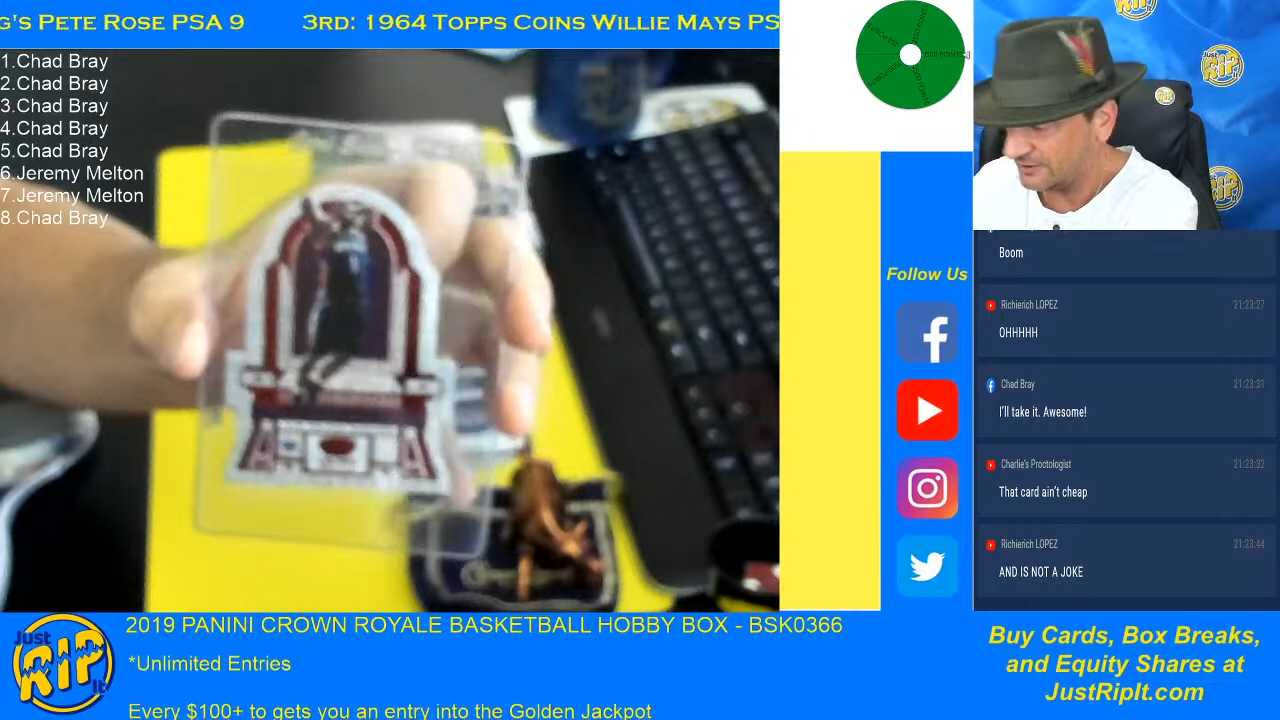 G'S PETE ROSE PSA 9 3RD: 1964 TOPPS COINS WILLIE MAYS PS
1.Chad Bray
2.Chad Bray
3.Chad Bray
4.Chad Bray
5.Chad Bray
6.Jeremy Melton
7.Jeremy Melton
8.Chad Bray
Just
RIP
It
Follow Us
Boom
Richierich LOPEZ 21:23:27
OHHHHH
Chad Bray 21:23:31
I'll take it. Awesome!
Charlie's Proctologist 21:23:32
That card ain't cheap
Richierich LOPEZ 21:23:44
AND IS NOT A JOKE
Just
RIP
It
2019 PANINI CROWN ROYALE BASKETBALL HOBBY BOX - BSK0366
*Unlimited Entries
Every $100+ to gets you an entry into the Golden Jackpot
Buy Cards, Box Breaks,
and Equity Shares at
JustRipIt.com